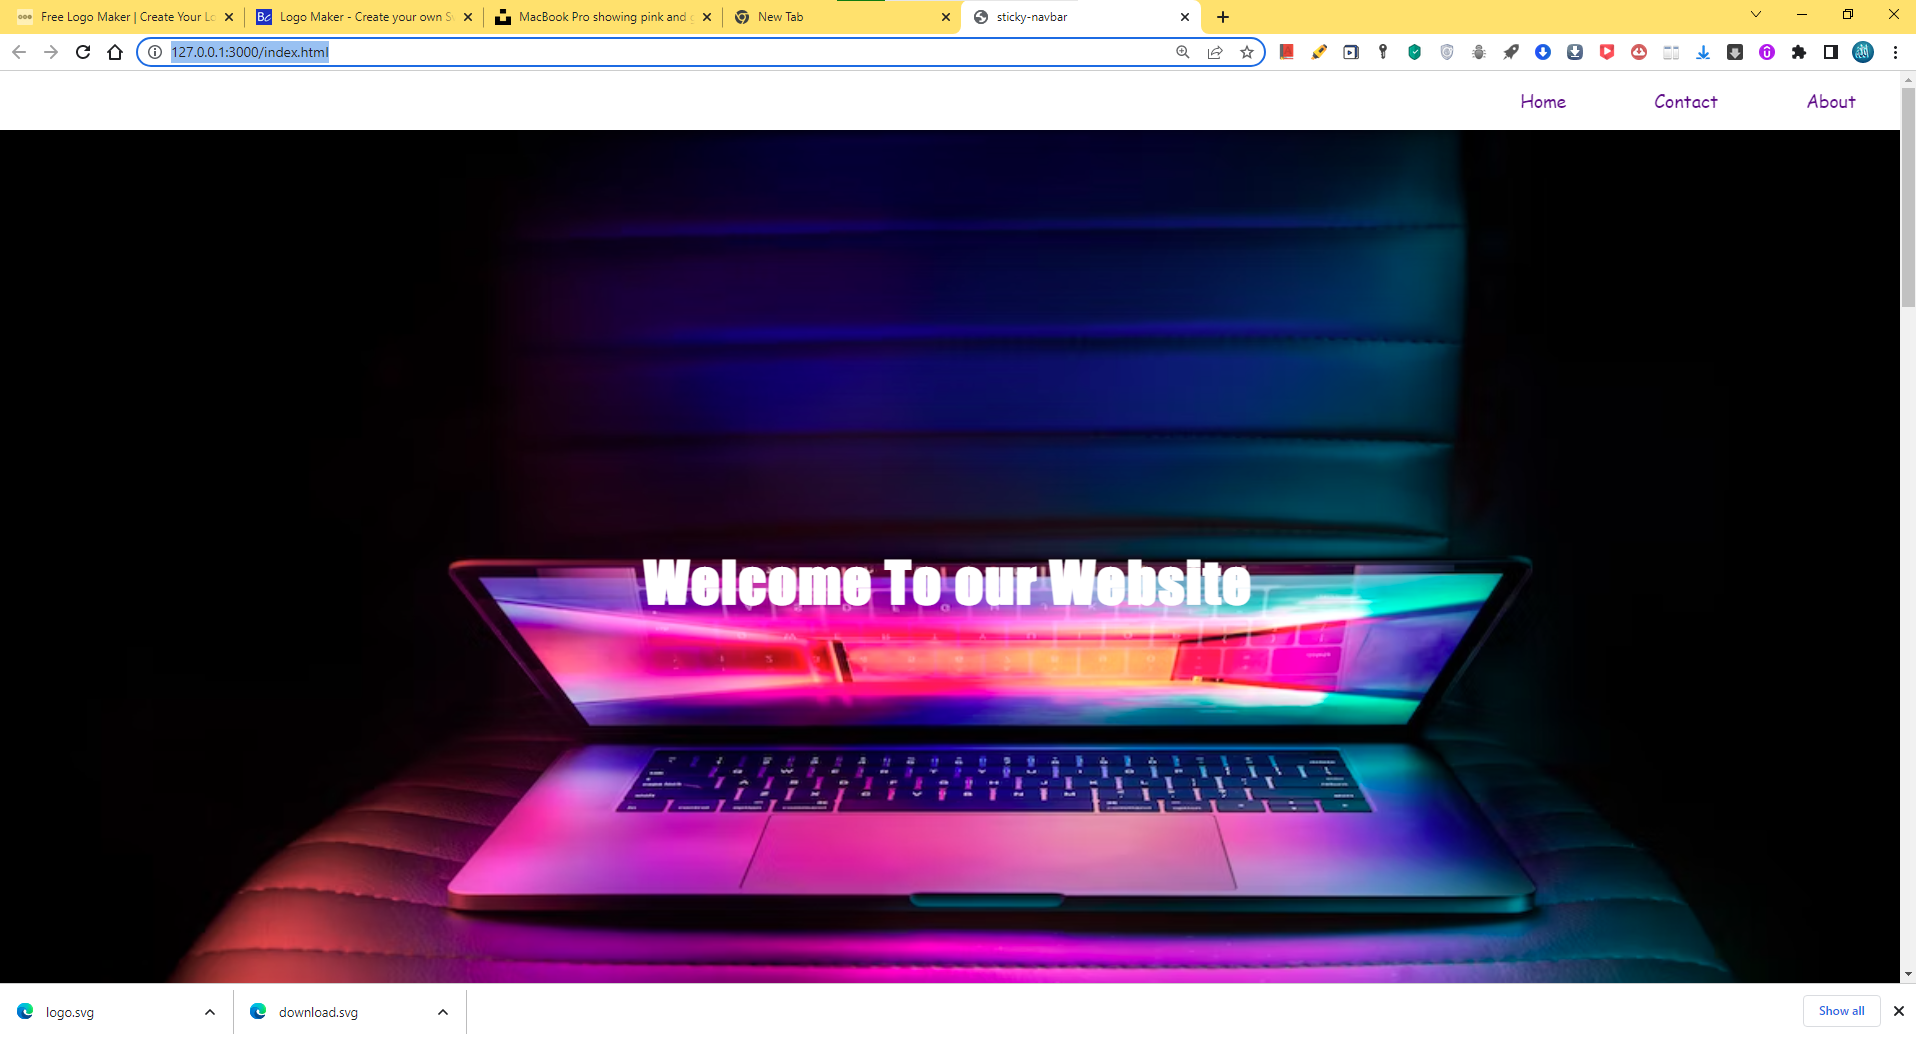 Free Logo Maker | Create Your Lo
Logo Maker - Create your own S
MacBook Pro showing pink and
New Tab
sticky-navbar
127.0.0.1:3000/index.html
Home
Contact
About
Welcome To our Website
logo.svg
download.svg
Show all